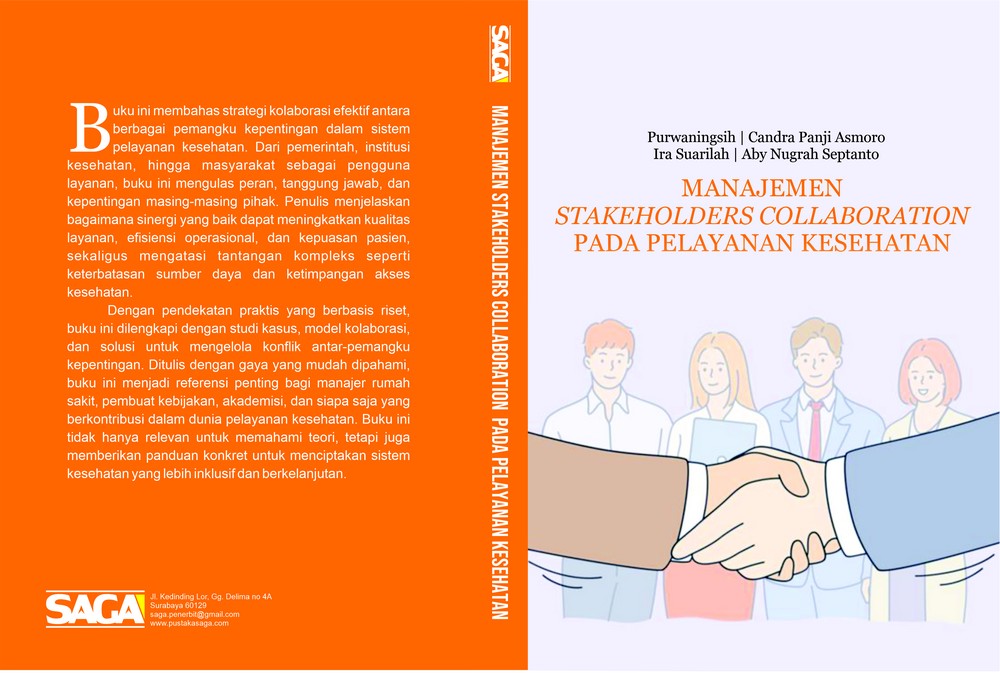 Buku ini membahas strategi kolaborasi efektif antara
berbagai pemangku kepentingan dalam sistem
pelayanan kesehatan. Dari pemerintah, institusi
kesehatan, hingga masyarakat sebagai pengguna
layanan, buku ini mengulas peran, tanggung jawab, dan
kepentingan masing-masing pihak. Penulis menjelaskan
bagaimana sinergi yang baik dapat meningkatkan kualitas
layanan, efisiensi operasional, dan kepuasan pasien,
sekaligus mengatasi tantangan kompleks seperti
keterbatasan sumber daya dan ketimpangan akses
kesehatan.
Dengan pendekatan praktis yang berbasis riset,
buku ini dilengkapi dengan studi kasus, model kolaborasi,
dan solusi untuk mengelola konflik antar-pemangku
kepentingan. Ditulis dengan gaya yang mudah dipahami,
buku ini menjadi referensi penting bagi manajer rumah
sakit, pembuat kebijakan, akademisi, dan siapa saja yang
berkontribusi dalam dunia pelayanan kesehatan. Buku ini
tidak hanya relevan untuk memahami teori, tetapi juga
memberikan panduan konkret untuk menciptakan sistem
kesehatan yang lebih inklusif dan berkelanjutan.
SAGA
Jl. Kedinding Lor. Gg. Delima no 4A
Surabaya 60129
saga.penerbit@gmail.com
www.pustakasaga.com
SAGA
MANAJEMEN STAKEHOLDERS COLLABORATION PADA PELAYANAN KESEHATAN
Purwaningsih | Candra Panji Asmoro
Ira Suarilah | Aby Nugrah Septanto
MANAJEMEN
STAKEHOLDERS COLLABORATION
PADA PELAYANAN KESEHATAN